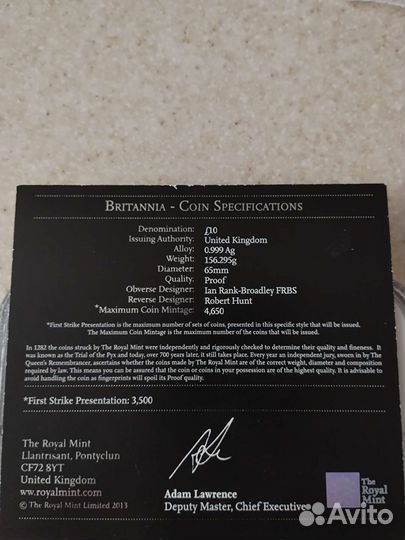 BRITANNIA - COIN SPECIFICATIONS
Denomination: £10
Issuing Authority: United Kingdom
Alloy: 0.999 Ag
Weight: 156.295g
Diameter: 65mm
Quality: Proof
Obverse Designer: Ian Rank-Broadley FRBS
Reverse Designer: Robert Hunt
*Maximum Coin Mintage: 4,650
*First Strike Presentation is the maximum number of sets of coins, presented in this specific style that will be issued.
The Maximum Coin Mintage is the maximum number of coins that will be issued.
In 1282 the coins struck by The Royal Mint were independently and rigorously checked to determine their quality and fineness. It
was known as the Trial of the Pyx and today, over 700 years later, it still takes place. Every year an independent jury, sworn in by The
Queen's Remembrancer, ascertains whether the coins made by The Royal Mint are of the correct weight, diameter and composition
required by law. This means you can be assured that the coin or coins in your possession are of the highest quality. It is advisable to
avoid handling the coin as fingerprints will spoil its Proof quality.
*First Strike Presentation: 3,500
The Royal Mint
Llantrisant, Pontyclun
CF72 8YT
United Kingdom
www.royalmint.com
© The Royal Mint Limited 2013
Adam Lawrence
Deputy Master, Chief Executive
The
Royal
Mint
Avito